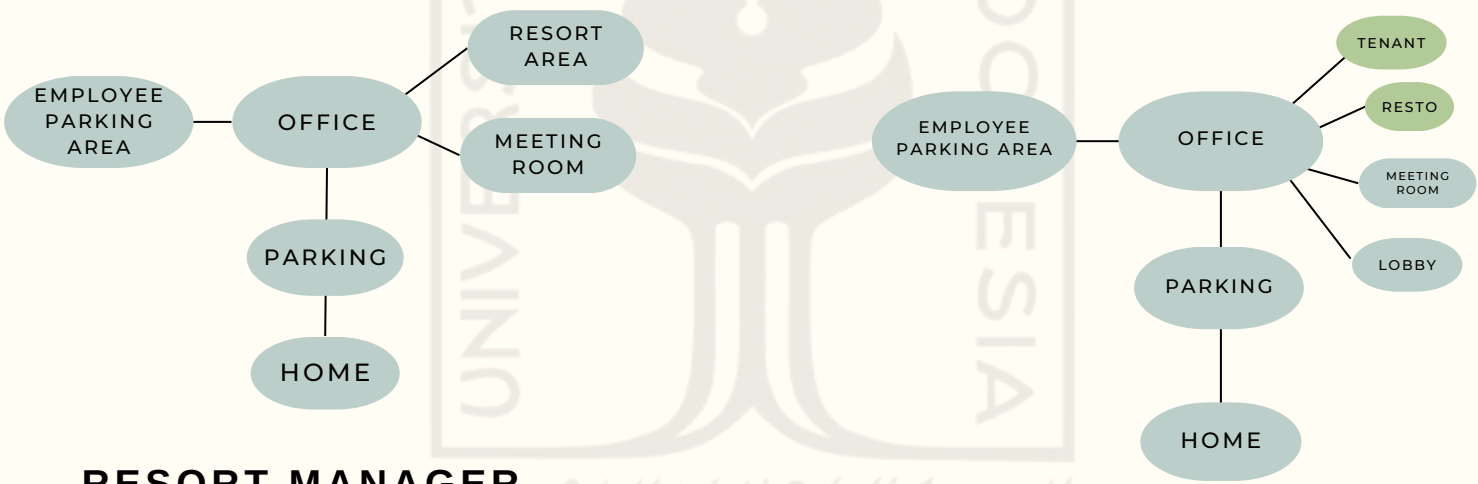 RESORT
AREA
EMPLOYEE
PARKING
AREA
OFFICE
MEETING
ROOM
PARKING
HOME
TENANT
RESTO
EMPLOYEE
PARKING AREA
OFFICE
MEETING
ROOM
LOBBY
PARKING
HOME
RESORT MANAGER